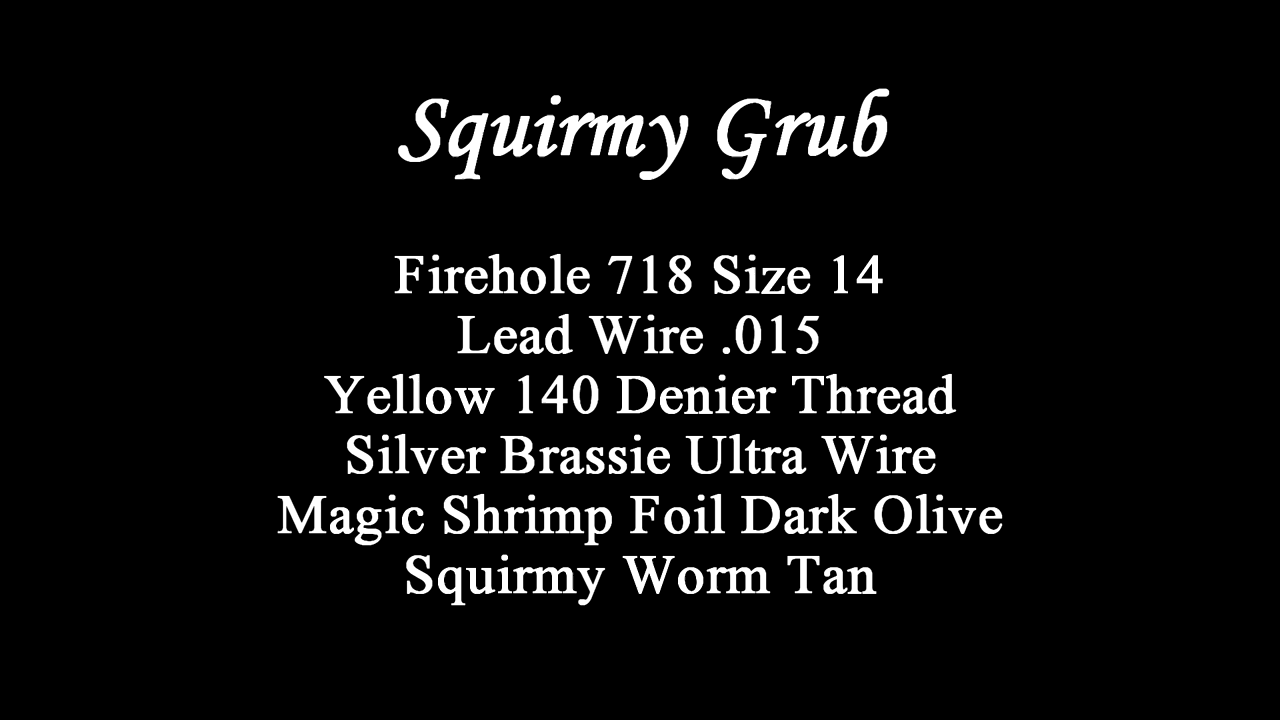 Squirmy Grub
Firehole 718 Size 14
Lead Wire .015
Yellow 140 Denier Thread
Silver Brassie Ultra Wire
Magic Shrimp Foil Dark Olive
Squirmy Worm Tan